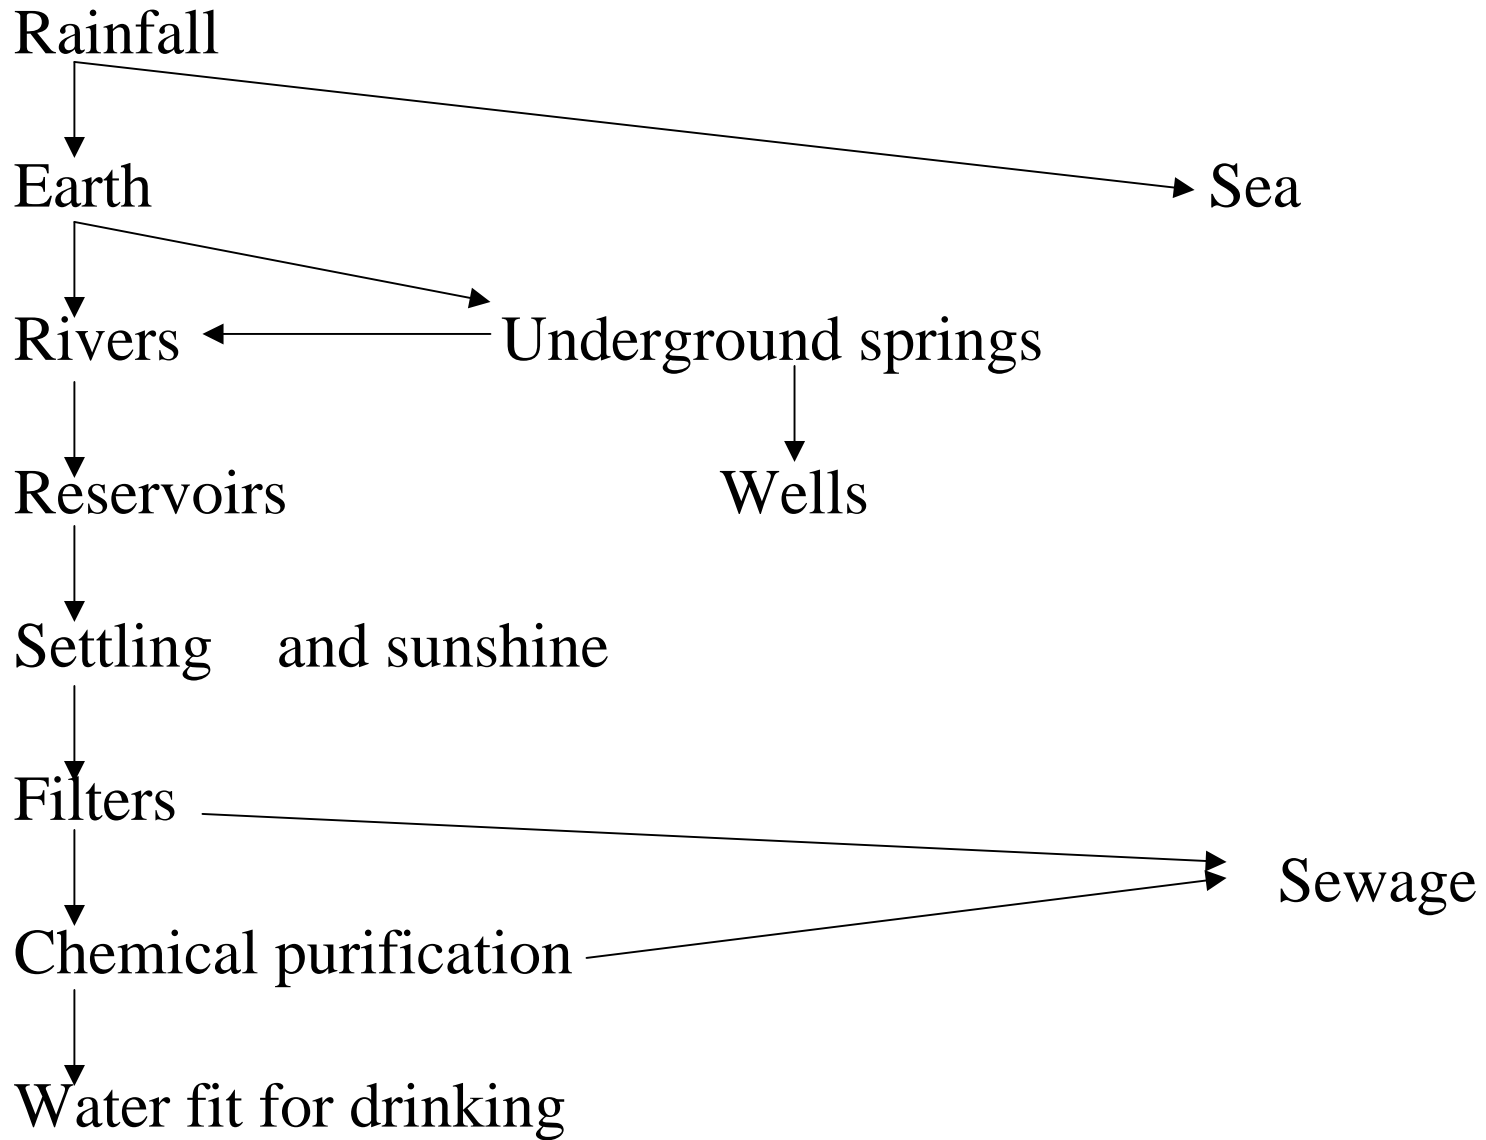 Rainfall
Earth
Sea
Rivers
Underground springs
Reservoirs
Wells
Settling and sunshine
Filters
Sewage
Chemical purification
Water fit for drinking